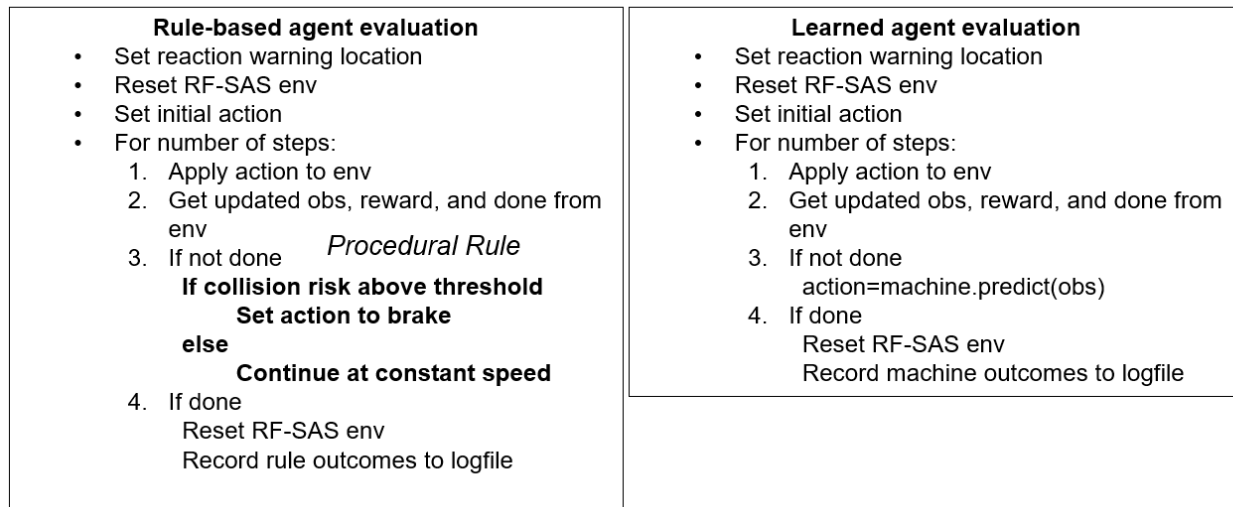 Rule-based agent evaluation
• Set reaction warning location
• Reset RF-SAS env
• Set initial action
• For number of steps:
1. Apply action to env
2. Get updated obs, reward, and done from
env
Procedural Rule
3. If not done
If collision risk above threshold
Set action to brake
else
Continue at constant speed
4. If done
Reset RF-SAS env
Record rule outcomes to logfile
Learned agent evaluation
• Set reaction warning location
• Reset RF-SAS env
• Set initial action
• For number of steps:
1. Apply action to env
2. Get updated obs, reward, and done from
env
3. If not done
action=machine.predict(obs)
4. If done
Reset RF-SAS env
Record machine outcomes to logfile